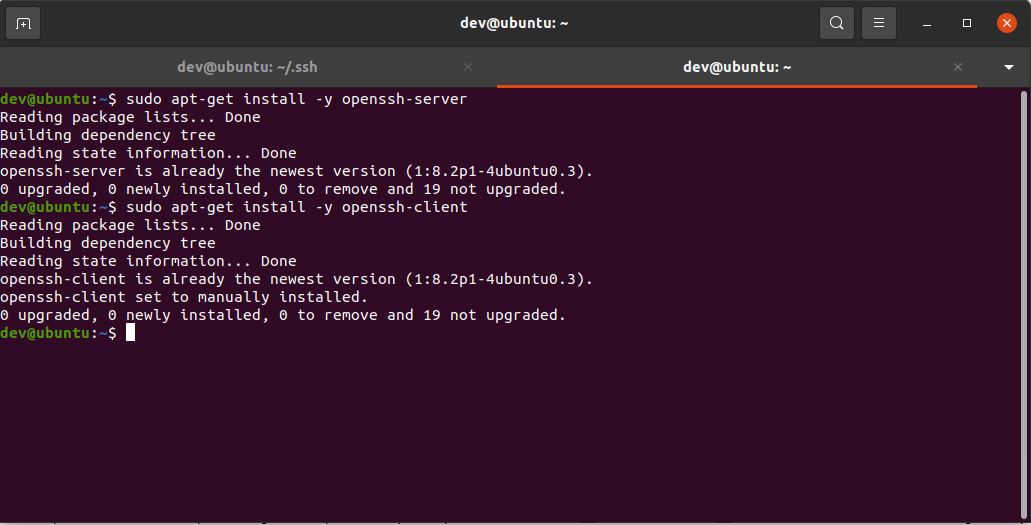 dev@ubuntu: ~
dev@ubuntu: ~/.ssh
dev@ubuntu: ~
dev@ubuntu:~$ sudo apt-get install -y openssh-server
Reading package lists... Done
Building dependency tree
Reading state information... Done
openssh-server is already the newest version (1:8.2p1-4ubuntu0.3).
0 upgraded, 0 newly installed, 0 to remove and 19 not upgraded.
dev@ubuntu:~$ sudo apt-get install -y openssh-client
Reading package lists... Done
Building dependency tree
Reading state information... Done
openssh-client is already the newest version (1:8.2p1-4ubuntu0.3).
openssh-client set to manually installed.
0 upgraded, 0 newly installed, 0 to remove and 19 not upgraded.
dev@ubuntu:~$